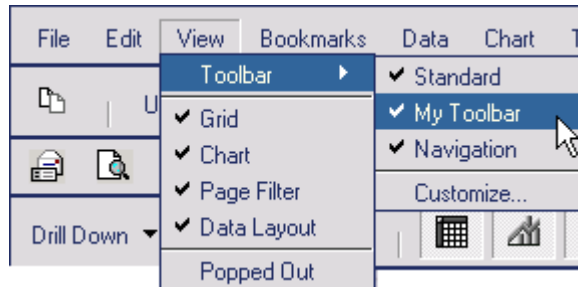 File Edit View Bookmarks Data Chart T
Toolbar
Standard
U
Grid
My Toolbar
Chart
Navigation
Page Filter
Customize...
Drill Down
Data Layout
Popped Out